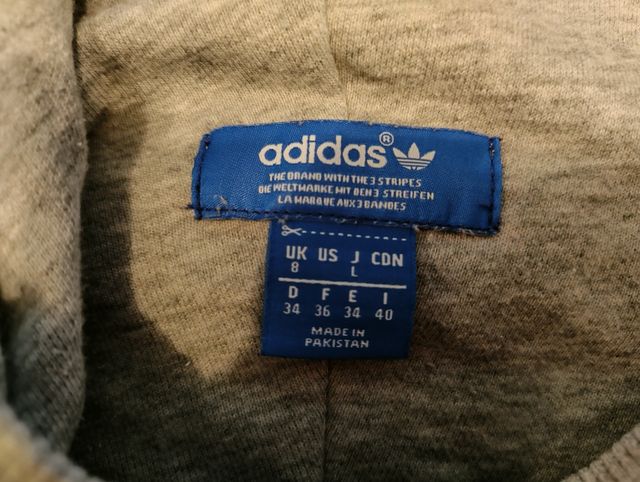 adidas®
THE BRAND WITH THE 3 STRIPES
DIE WELTMARKE MIT DEN 3 STREIFEN
LA MARQUE AUX 3 BANDES
UK US J CDN
8 L
D F E I
34 36 34 40
MADE IN
PAKISTAN